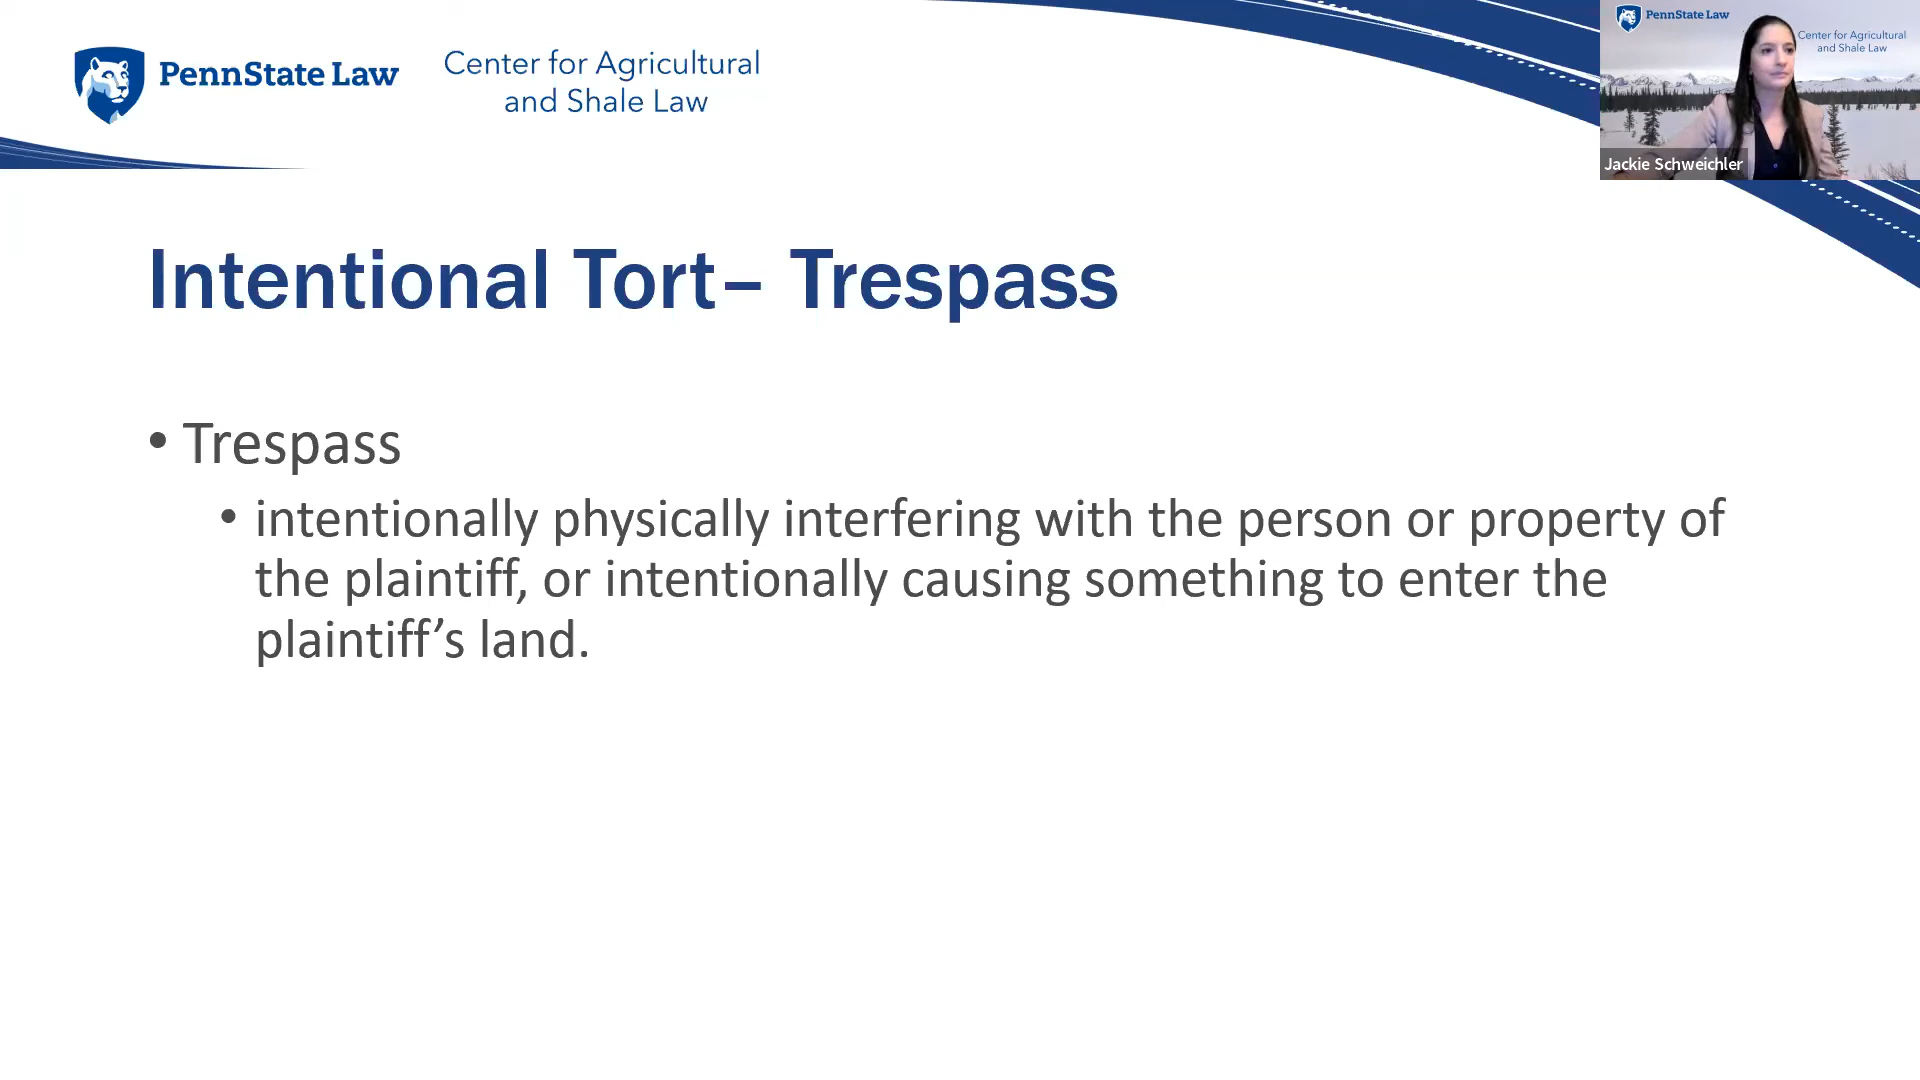 PennState Law
Center for Agricultural
and Shale Law
PennState Law
Center for Agricultural
and Shale Law
Jackie Schweichler
Intentional Tort– Trespass
• Trespass
• intentionally physically interfering with the person or property of
the plaintiff, or intentionally causing something to enter the
plaintiff’s land.